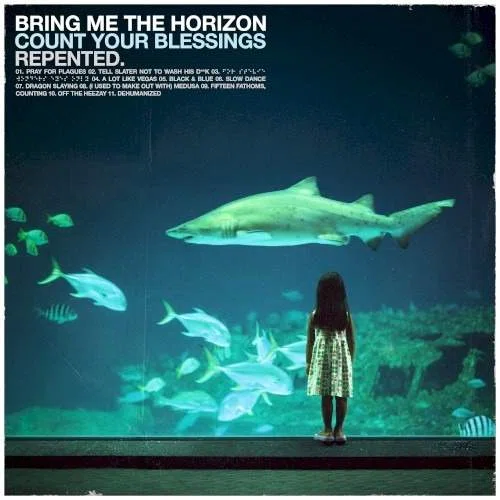 BRING ME THE HORIZON
COUNT YOUR BLESSINGS
REPENTED.
01. PRAY FOR PLAGUES 02. TELL SLATER NOT TO WASH HIS D**K 03.
04. A LOT LIKE VEGAS 05. BLACK & BLUE 06. SLOW DANCE
07. DRAGON SLAYING 08. (I USED TO MAKE OUT WITH) MEDUSA 09. FIFTEEN FATHOMS,
COUNTING 10. OFF THE HEEZAY 11. DEHUMANIZED